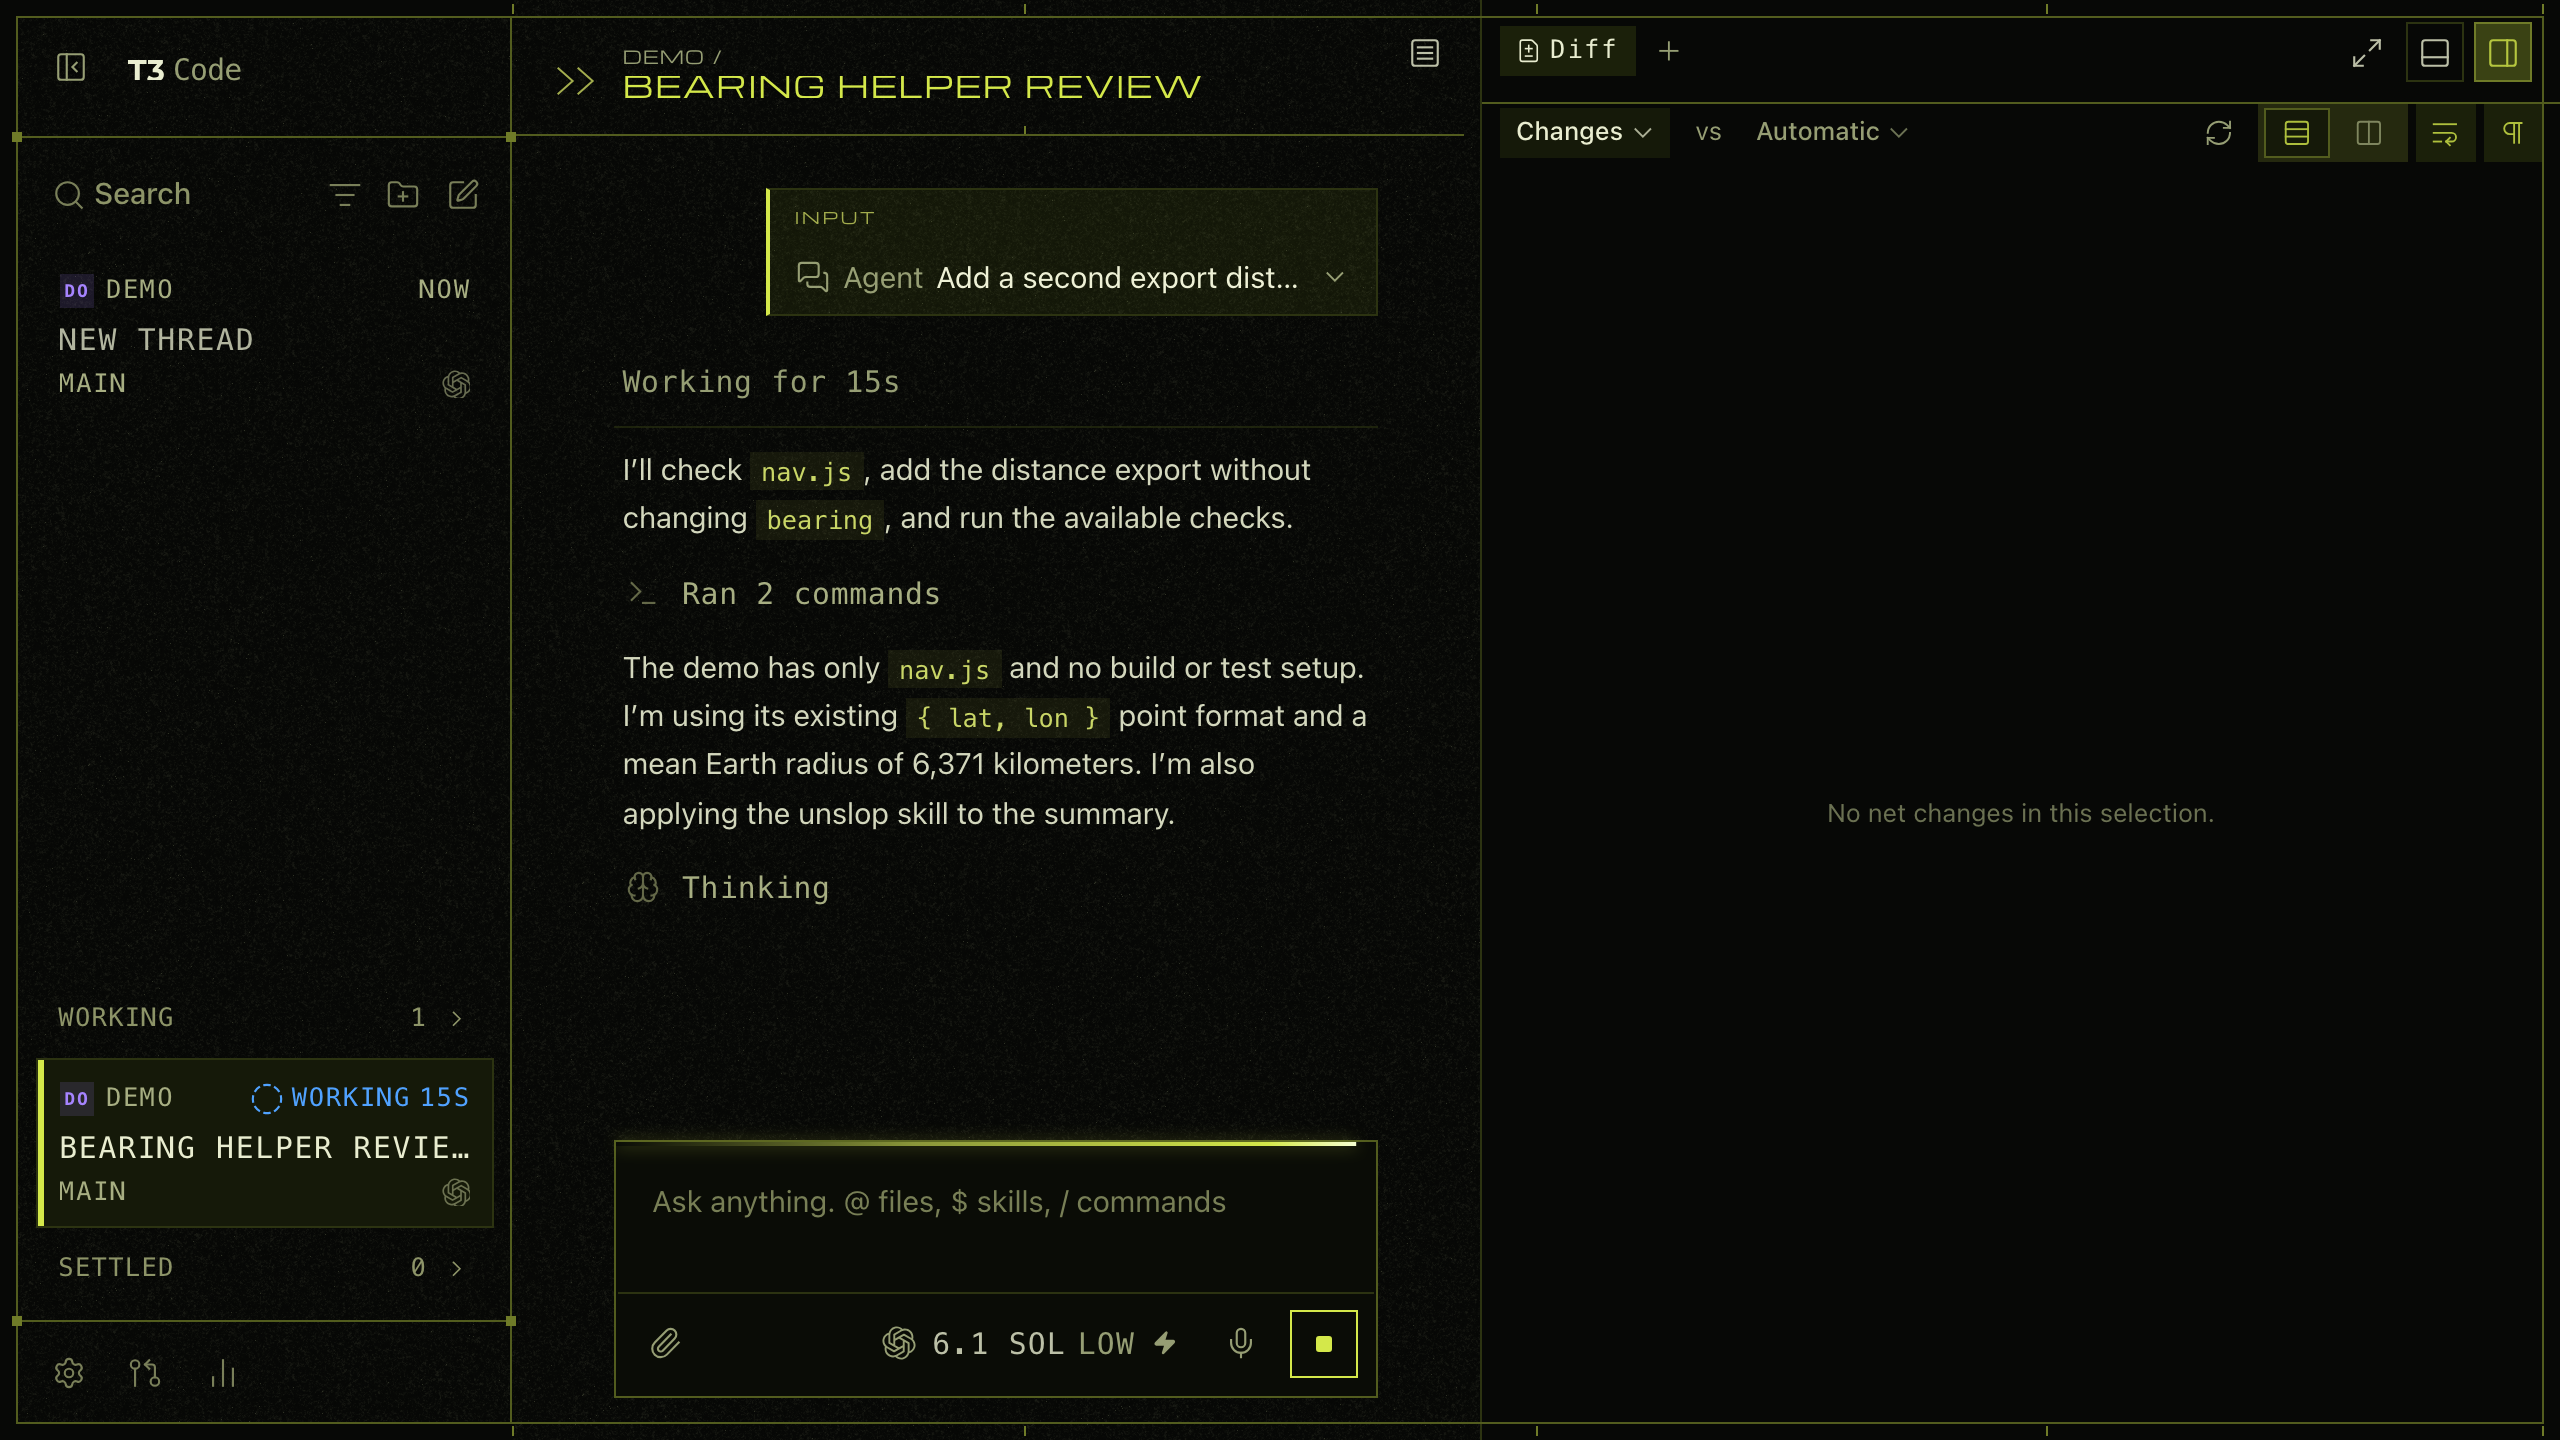 T3 Code
Search
DO DEMO NOW
NEW THREAD
MAIN
WORKING 1
DO DEMO WORKING 15S
BEARING HELPER REVIE…
MAIN
SETTLED 0
DEMO /
BEARING HELPER REVIEW
INPUT
Agent Add a second export dist…
Working for 15s
I’ll check nav.js, add the distance export without
changing bearing, and run the available checks.
Ran 2 commands
The demo has only nav.js and no build or test setup.
I’m using its existing { lat, lon } point format and a
mean Earth radius of 6,371 kilometers. I’m also
applying the unslop skill to the summary.
Thinking
Ask anything. @ files, $ skills, / commands
6.1 SOL LOW
Diff
Changes vs Automatic
No net changes in this selection.